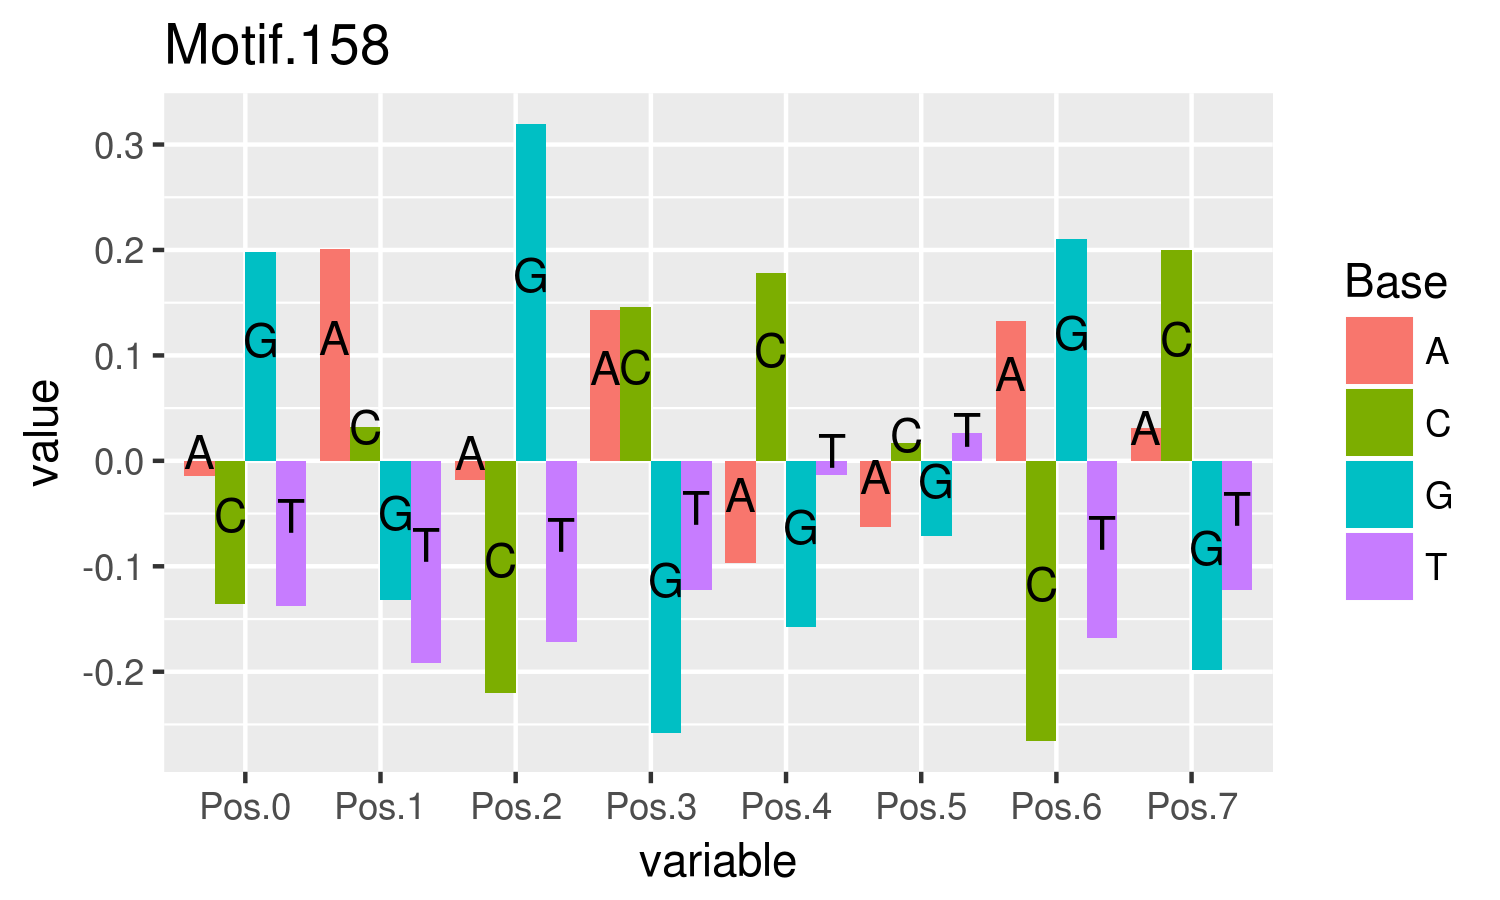 Motif.158
value
0.3
0.2
0.1
0.0
-0.1
-0.2
A C G T A C G T A C G T A C G T A C G T A C G T A C G T A C G T
Pos.0 Pos.1 Pos.2 Pos.3 Pos.4 Pos.5 Pos.6 Pos.7
variable
Base
A
C
G
T